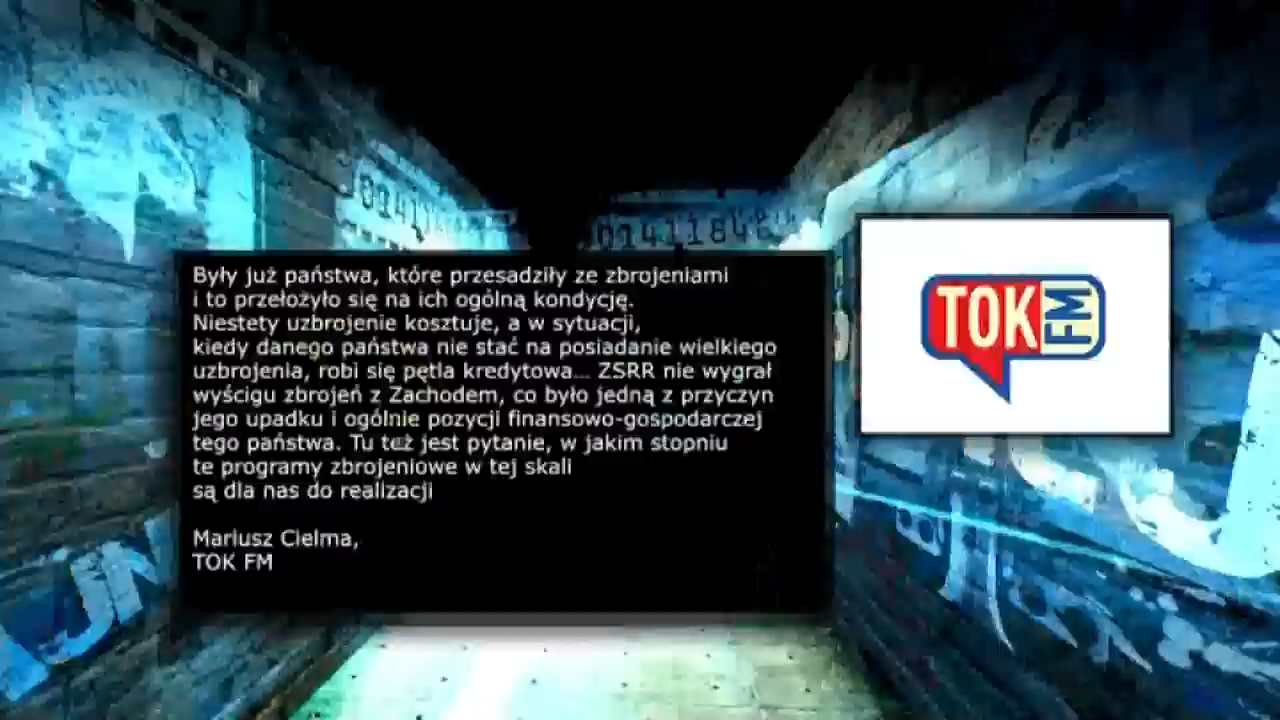 01411848
01411848
Były już państwa, które przesadziły ze zbrojeniami
i to przełożyło się na ich ogólną kondycję.
Niestety uzbrojenie kosztuje, a w sytuacji,
kiedy danego państwa nie stać na posiadanie wielkiego
uzbrojenia, robi się pętla kredytowa... ZSRR nie wygrał
wyścigu zbrojeń z Zachodem, co było jedną z przyczyn
jego upadku i ogólnie pozycji finansowo-gospodarczej
tego państwa. Tu też jest pytanie, w jakim stopniu
te programy zbrojeniowe w tej skali
są dla nas do realizacji
Mariusz Cielma,
TOK FM
TOK FM